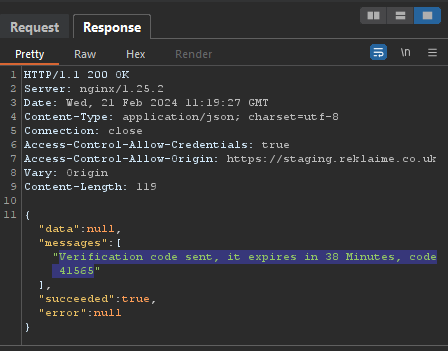 Request Response
Pretty Raw Hex Render \n
1 HTTP/1.1 200 OK
2 Server: nginx/1.25.2
3 Date: Wed, 21 Feb 2024 11:19:27 GMT
4 Content-Type: application/json; charset=utf-8
5 Connection: close
6 Access-Control-Allow-Credentials: true
7 Access-Control-Allow-Origin: https://staging.reklaime.co.uk
8 Vary: Origin
9 Content-Length: 119
10
11 {
"data":null,
"messages":[
"Verification code sent, it expires in 38 Minutes, code
41565"
],
"succeeded":true,
"error":null
}